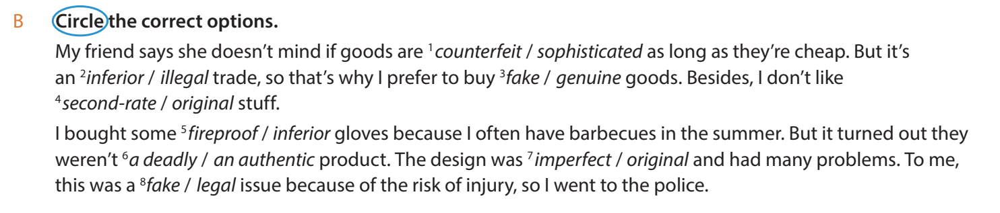 B Circle the correct options.
My friend says she doesn't mind if goods are ¹counterfeit / sophisticated as long as they're cheap. But it's
an ²inferior / illegal trade, so that's why I prefer to buy ³fake / genuine goods. Besides, I don't like
⁴second-rate / original stuff.
I bought some ⁵fireproof / inferior gloves because I often have barbecues in the summer. But it turned out they
weren't ⁶a deadly / an authentic product. The design was ⁷imperfect / original and had many problems. To me,
this was a ⁸fake / legal issue because of the risk of injury, so I went to the police.